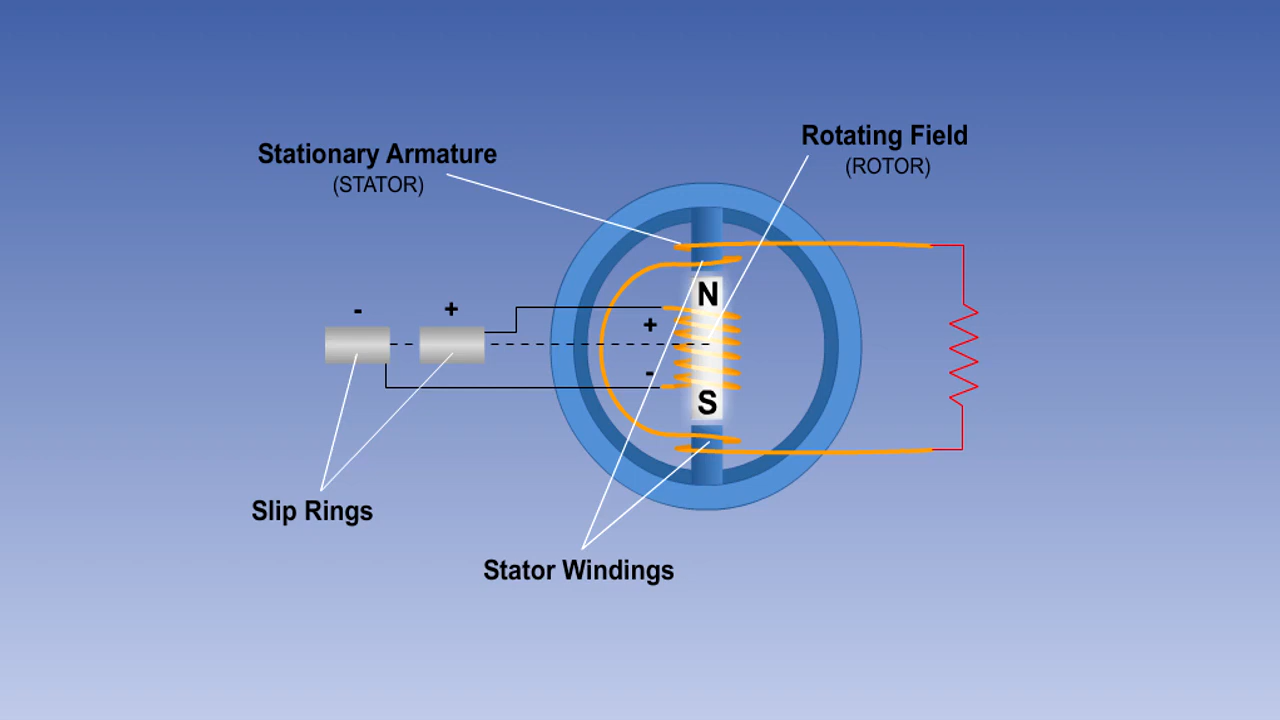 Rotating Field
(ROTOR)
Stationary Armature
(STATOR)
N
- +
+
-
S
Slip Rings
Stator Windings